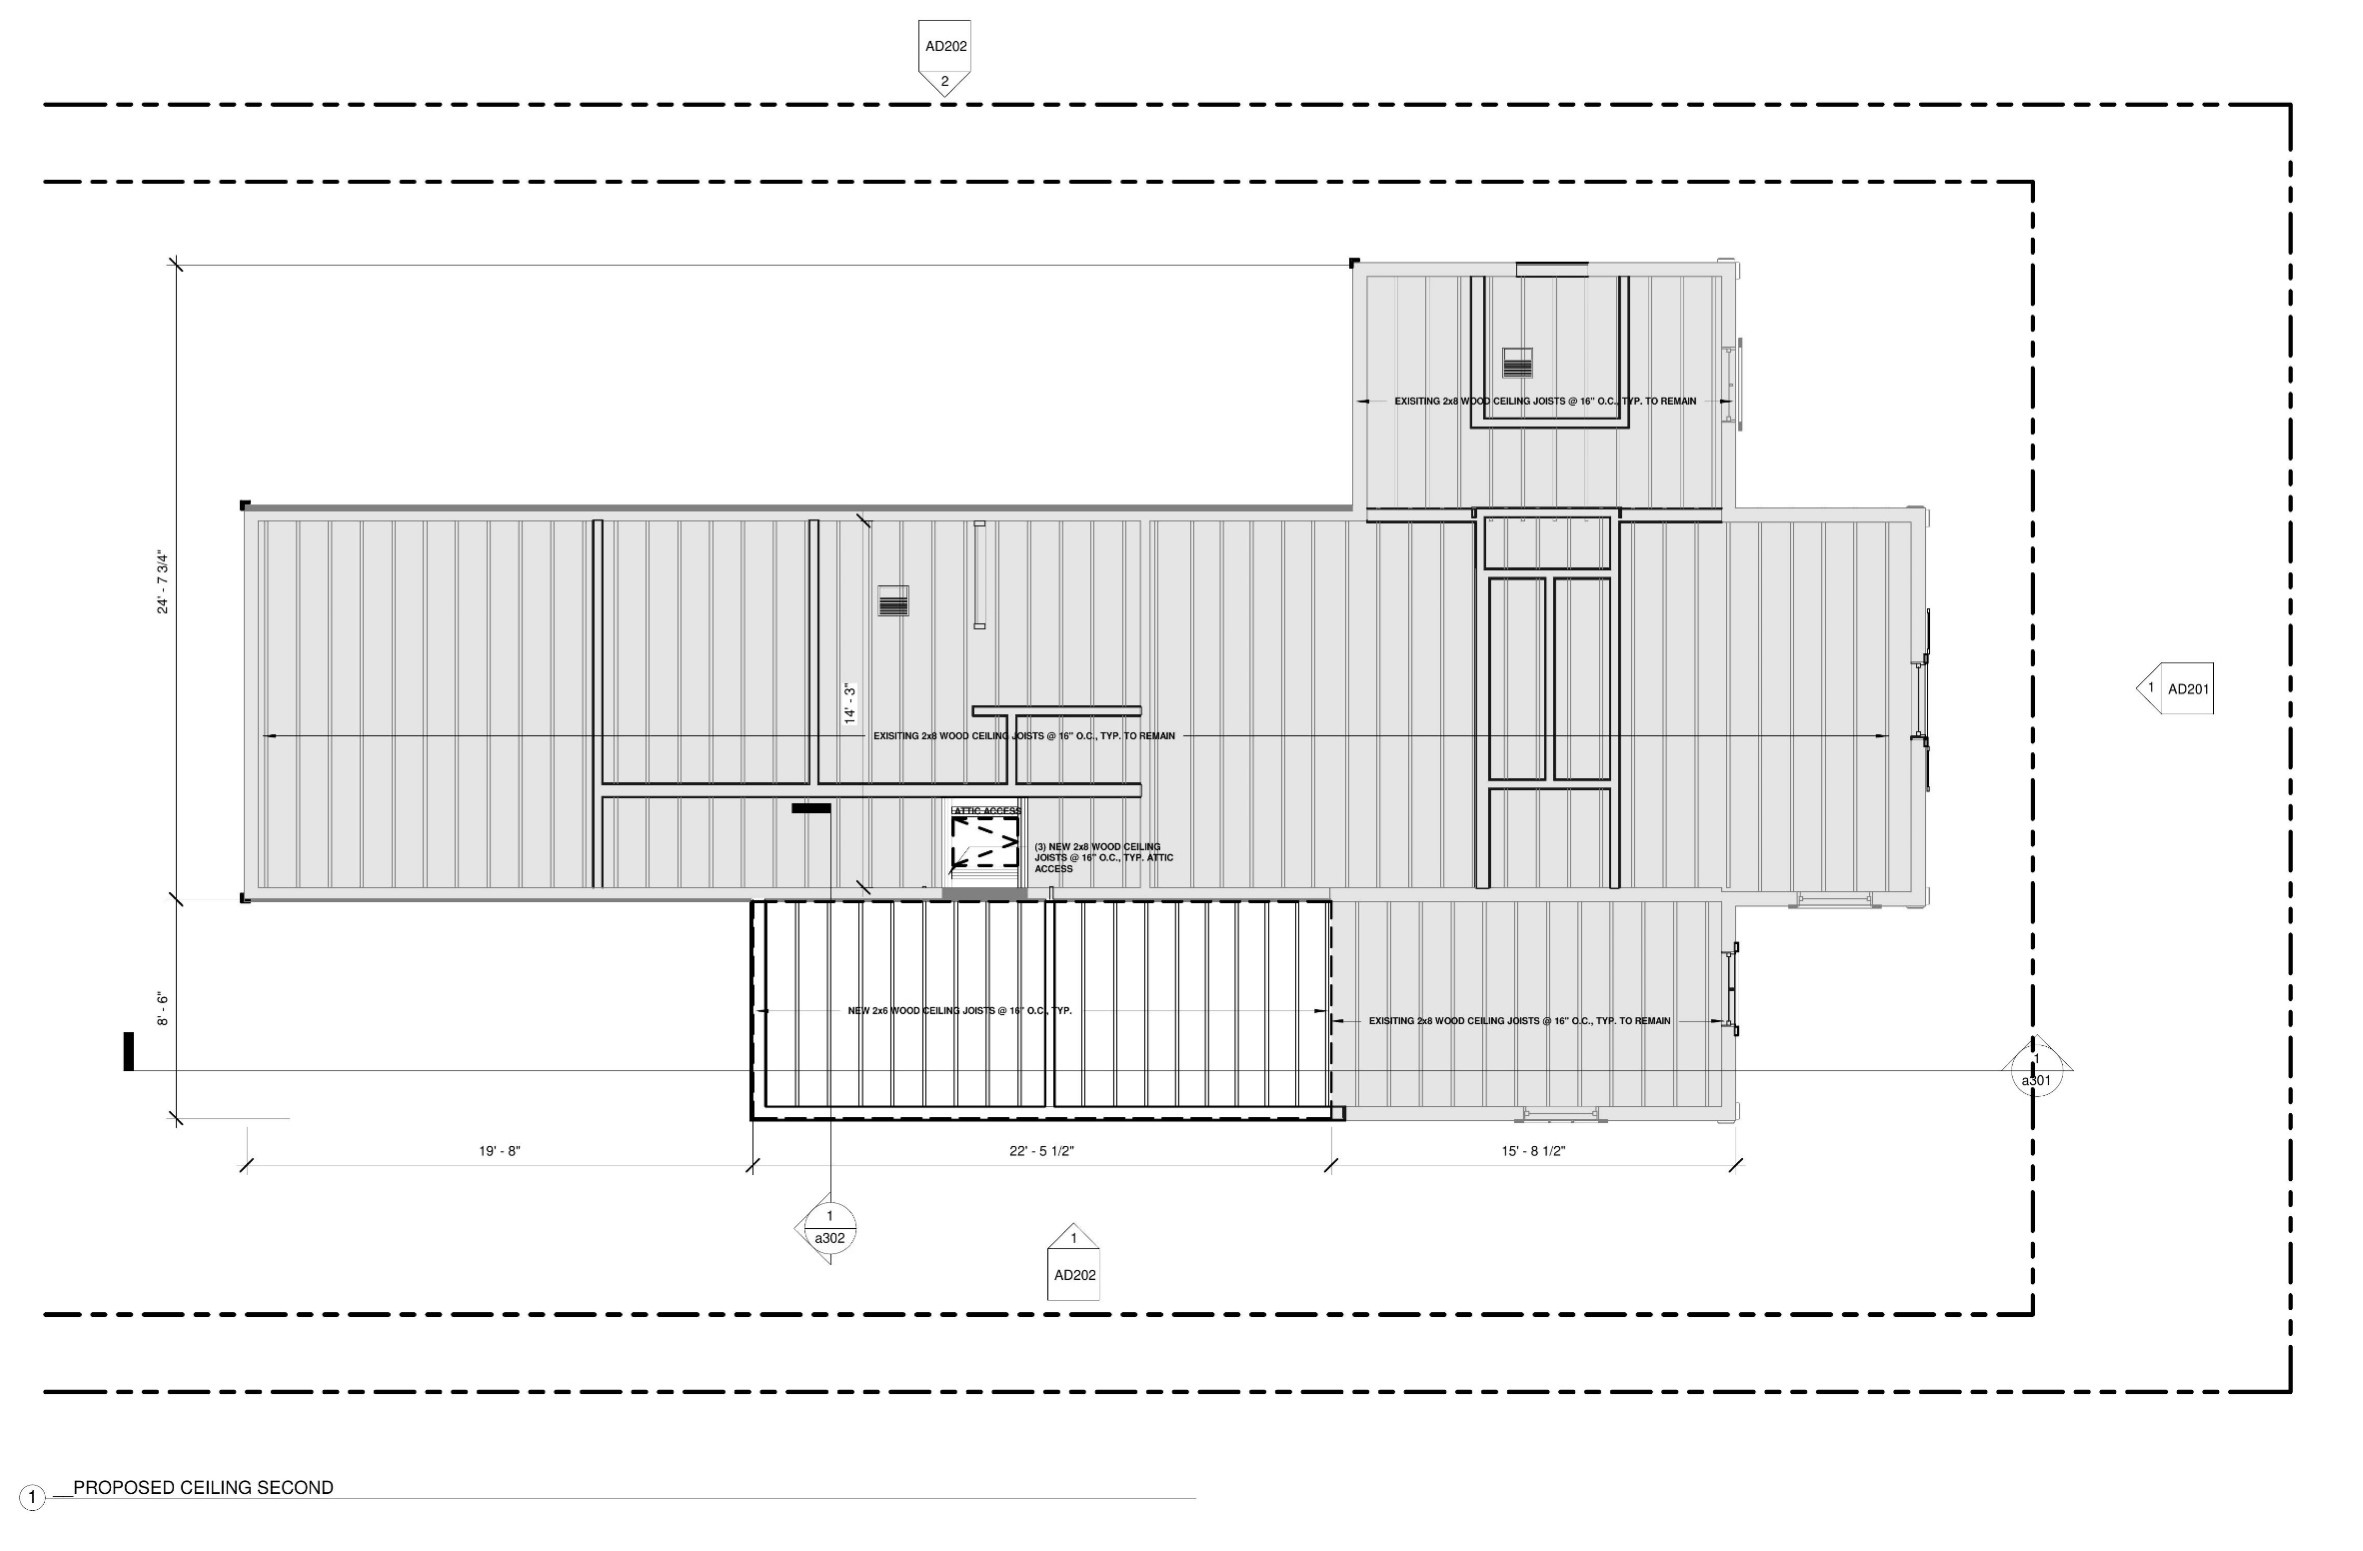 AD202
2
EXISITING 2x8 WOOD CEILING JOISTS @ 16" O.C., TYP. TO REMAIN
24' - 7 3/4"
14' - 3"
1
AD201
EXISITING 2x8 WOOD CEILING JOISTS @ 16" O.C., TYP. TO REMAIN
ATTIC ACCESS
(3) NEW 2x8 WOOD CEILING
JOISTS @ 16" O.C., TYP. ATTIC
ACCESS
8' - 6"
NEW 2x6 WOOD CEILING JOISTS @ 16" O.C., TYP.
EXISITING 2x8 WOOD CEILING JOISTS @ 16" O.C., TYP. TO REMAIN
1
a301
19' - 8"
22' - 5 1/2"
15' - 8 1/2"
1
a302
1
AD202
1
__PROPOSED CEILING SECOND